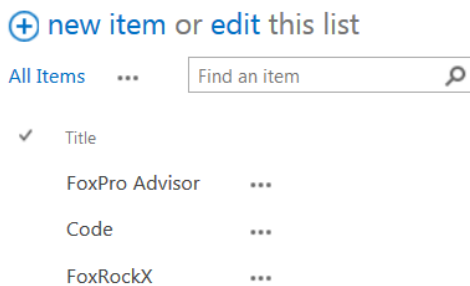 new item or edit this list
All Items ••• Find an item
Title
FoxPro Advisor •••
Code •••
FoxRockX •••